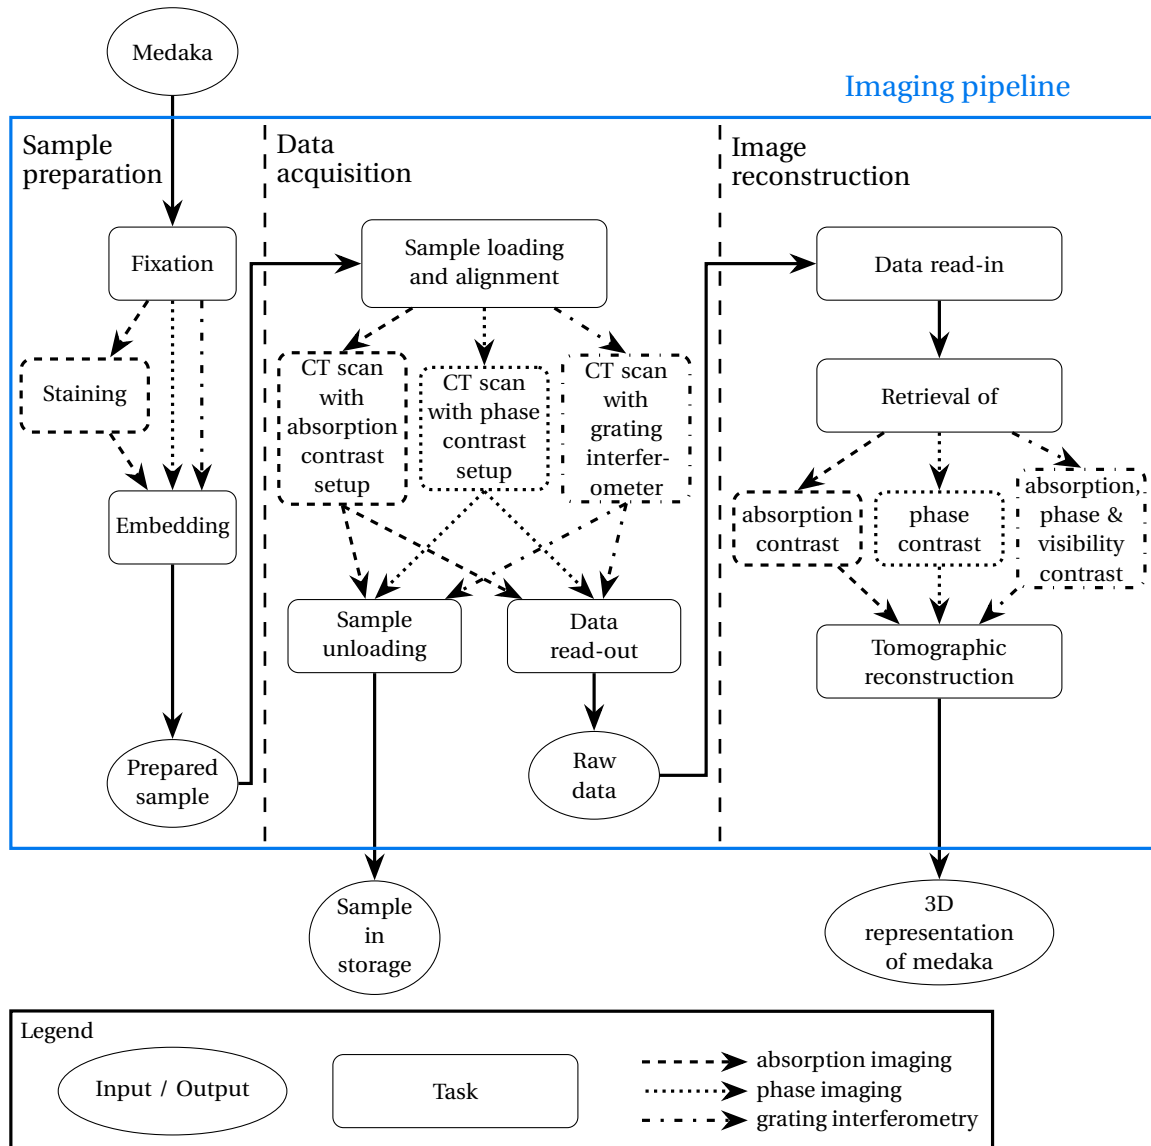 Medaka
Imaging pipeline
Sample
preparation
Data
acquisition
Image
reconstruction
Fixation
Staining
Embedding
Prepared
sample
Sample loading
and alignment
CT scan
with
absorption
contrast
setup
CT scan
with phase
contrast
setup
CT scan
with
grating
interfer-
ometer
Sample
unloading
Data
read-out
Raw
data
Data read-in
Retrieval of
absorption
contrast
phase
contrast
absorption,
phase &
visibility
contrast
Tomographic
reconstruction
Sample
in
storage
3D
representation
of medaka
Legend
Input / Output
Task
absorption imaging
phase imaging
grating interferometry